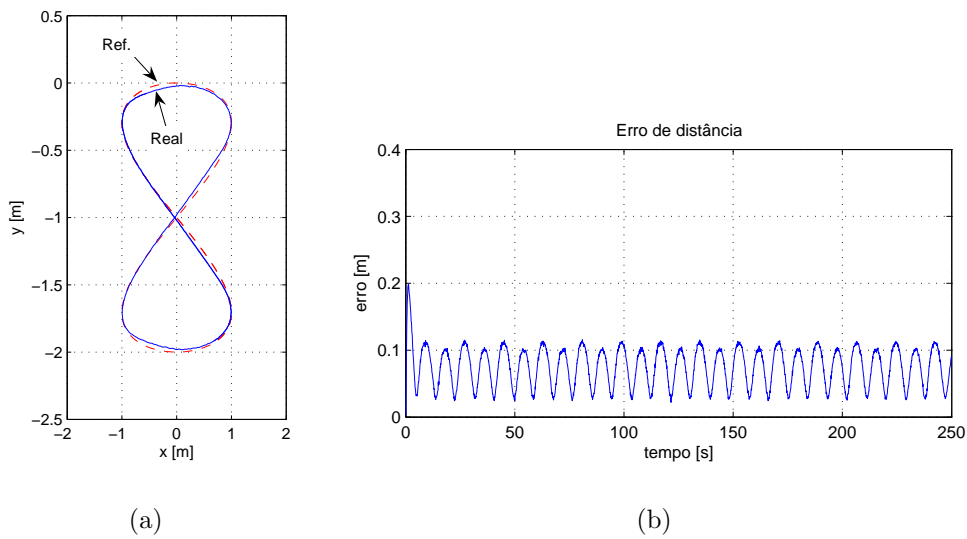 0.5
0
−0.5
−1
−1.5
−2
−2.5
−2
−1
0
1
2
x [m]
y [m]
Ref.
Real
(a)
Erro de distância
0.4
0.3
0.2
0.1
0
0
50
100
150
200
250
tempo [s]
erro [m]
(b)